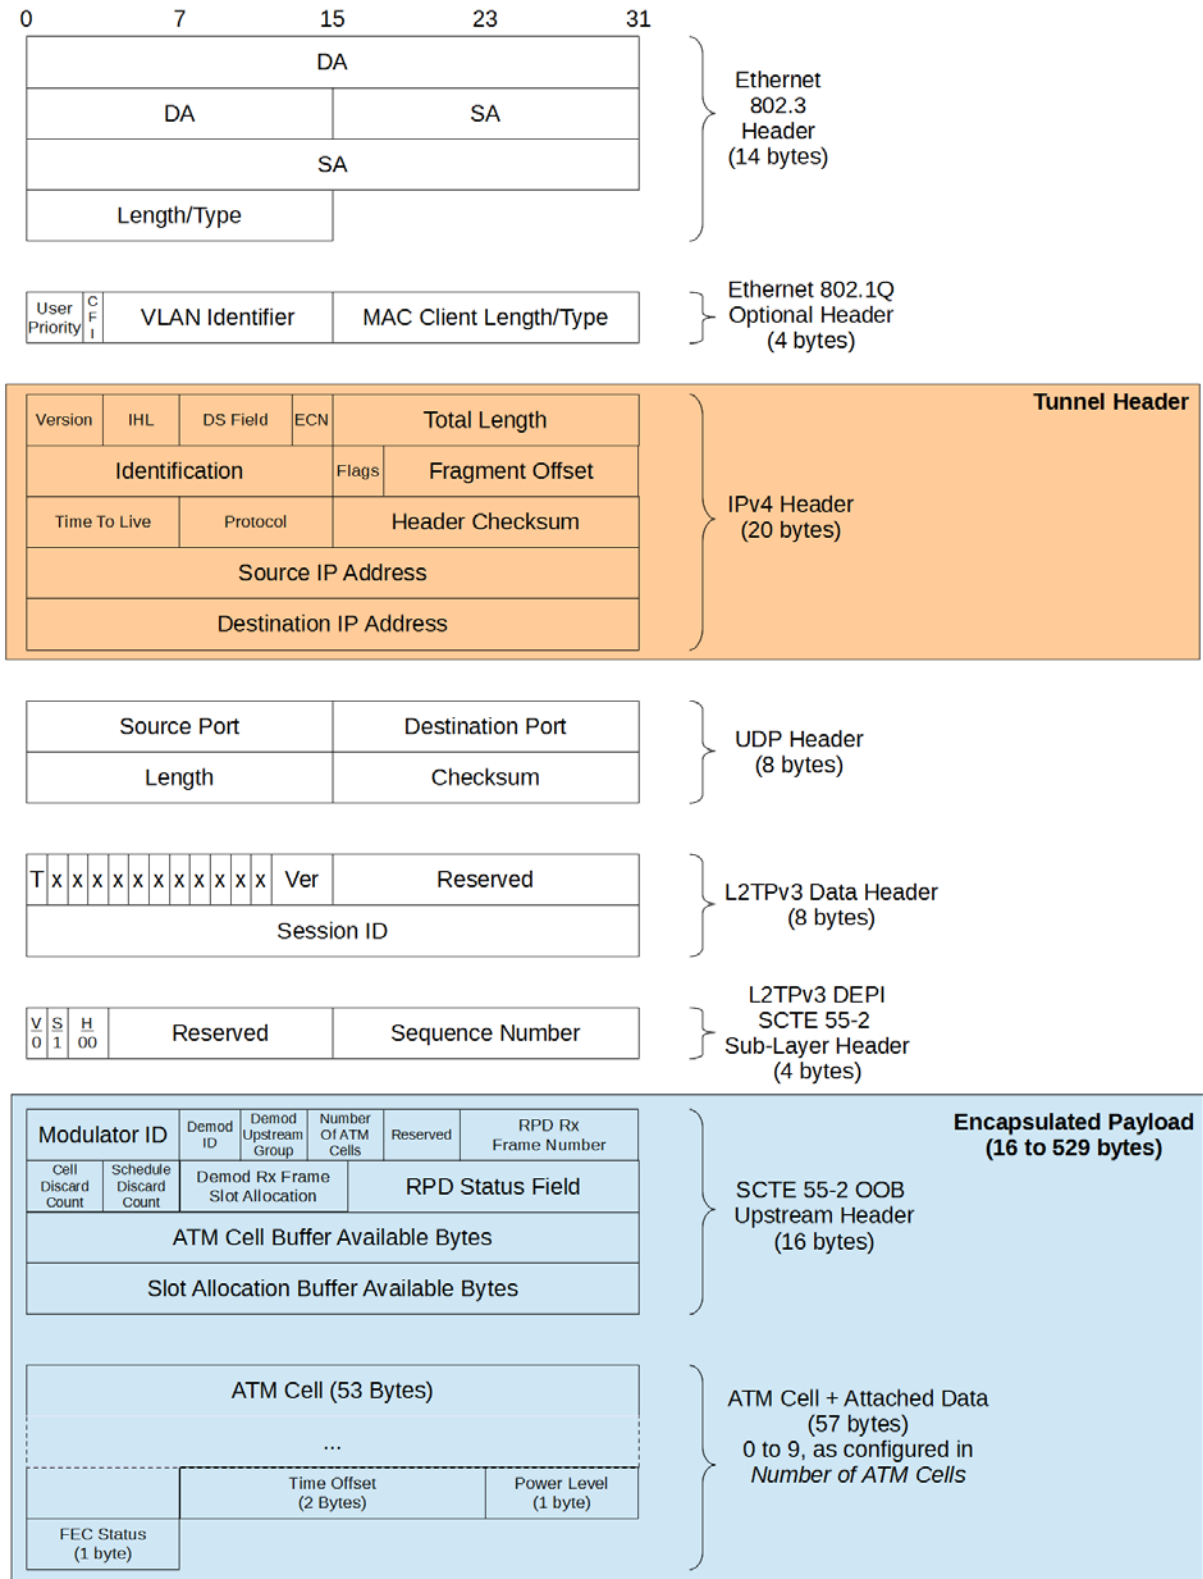 0 7 15 23 31
DA
DA SA
SA
Length/Type
Ethernet
802.3
Header
(14 bytes)
User
Priority
C
F
I
VLAN Identifier
MAC Client Length/Type
Ethernet 802.1Q
Optional Header
(4 bytes)
Tunnel Header
Version IHL DS Field ECN Total Length
Identification Flags Fragment Offset
Time To Live Protocol Header Checksum
Source IP Address
Destination IP Address
IPv4 Header
(20 bytes)
Source Port Destination Port
Length Checksum
UDP Header
(8 bytes)
T x x x x x x x x x x x Ver Reserved
Session ID
L2TPv3 Data Header
(8 bytes)
V
0
S
1
H
00
Reserved
Sequence Number
L2TPv3 DEPI
SCTE 55-2
Sub-Layer Header
(4 bytes)
Encapsulated Payload
(16 to 529 bytes)
Modulator ID
Demod
ID
Demod
Upstream
Group
Number
Of ATM
Cells
Reserved
RPD Rx
Frame Number
Cell
Discard
Count
Schedule
Discard
Count
Demod Rx Frame
Slot Allocation
RPD Status Field
ATM Cell Buffer Available Bytes
Slot Allocation Buffer Available Bytes
SCTE 55-2 OOB
Upstream Header
(16 bytes)
ATM Cell (53 Bytes)
...
Time Offset
(2 Bytes)
Power Level
(1 byte)
FEC Status
(1 byte)
ATM Cell + Attached Data
(57 bytes)
0 to 9, as configured in
Number of ATM Cells